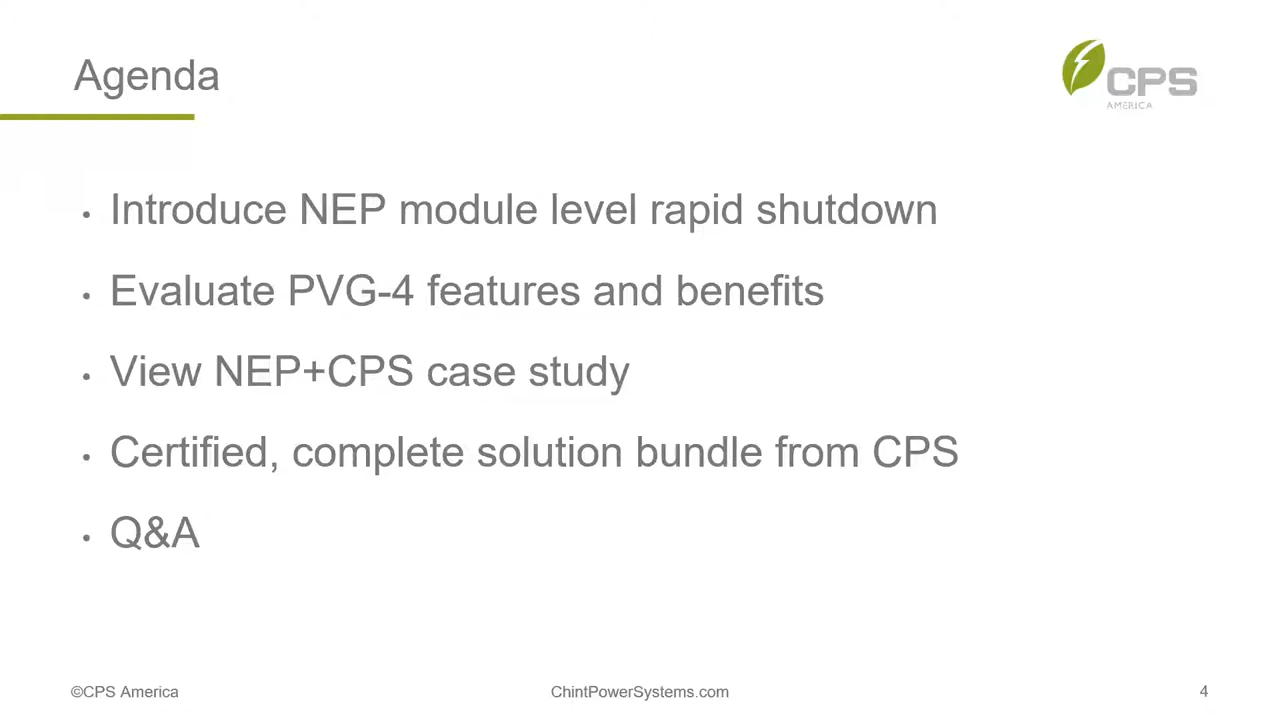 Agenda
CPS
AMERICA
• Introduce NEP module level rapid shutdown
• Evaluate PVG-4 features and benefits
• View NEP+CPS case study
• Certified, complete solution bundle from CPS
• Q&A
©CPS America
ChintPowerSystems.com
4